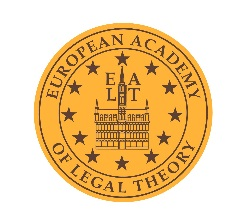 EUROPEAN ACADEMY
E A
L T
OF LEGAL THEORY